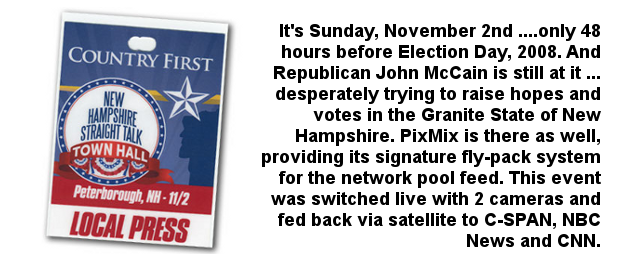 COUNTRY FIRST
NEW
HAMPSHIRE
STRAIGHT TALK
TOWN HALL
Peterborough, NH - 11/2
LOCAL PRESS
It's Sunday, November 2nd ....only 48
hours before Election Day, 2008. And
Republican John McCain is still at it ...
desperately trying to raise hopes and
votes in the Granite State of New
Hampshire. PixMix is there as well,
providing its signature fly-pack system
for the network pool feed. This event
was switched live with 2 cameras and
fed back via satellite to C-SPAN, NBC
News and CNN.